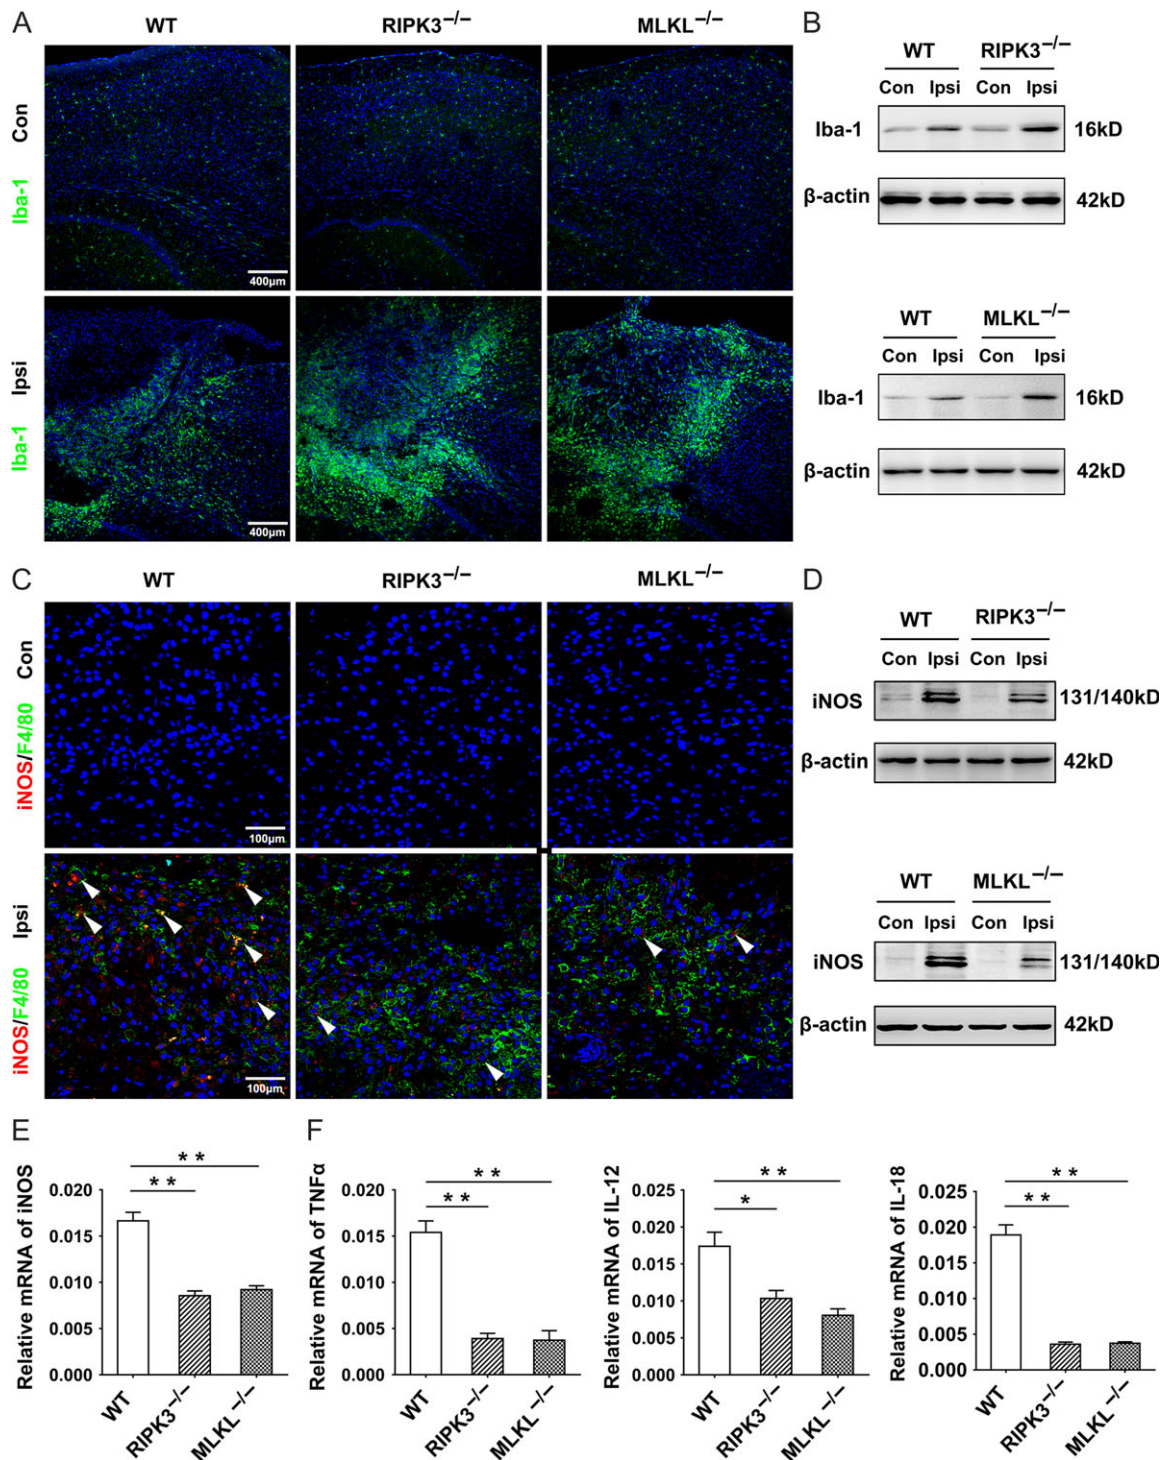 A
WT
RIPK3−/−
MLKL−/−
Con
Iba-1
400µm
Ipsi
Iba-1
400µm
B
WT
RIPK3−/−
Con Ipsi Con Ipsi
Iba-1
16kD
β-actin
42kD
WT
MLKL−/−
Con Ipsi Con Ipsi
Iba-1
16kD
β-actin
42kD
C
WT
RIPK3−/−
MLKL−/−
Con
iNOS/F4/80
100µm
Ipsi
iNOS/F4/80
100µm
D
WT
RIPK3−/−
Con Ipsi Con Ipsi
iNOS
131/140kD
β-actin
42kD
WT
MLKL−/−
Con Ipsi Con Ipsi
iNOS
131/140kD
β-actin
42kD
E
Relative mRNA of iNOS
0.020
0.015
0.010
0.005
0.000
* *
* *
WT
RIPK3−/−
MLKL−/−
F
Relative mRNA of TNFα
0.020
0.015
0.010
0.005
0.000
* *
* *
WT
RIPK3−/−
MLKL−/−
Relative mRNA of IL-12
0.025
0.020
0.015
0.010
0.005
0.000
* *
*
WT
RIPK3−/−
MLKL−/−
Relative mRNA of IL-18
0.025
0.020
0.015
0.010
0.005
0.000
* *
* *
WT
RIPK3−/−
MLKL−/−